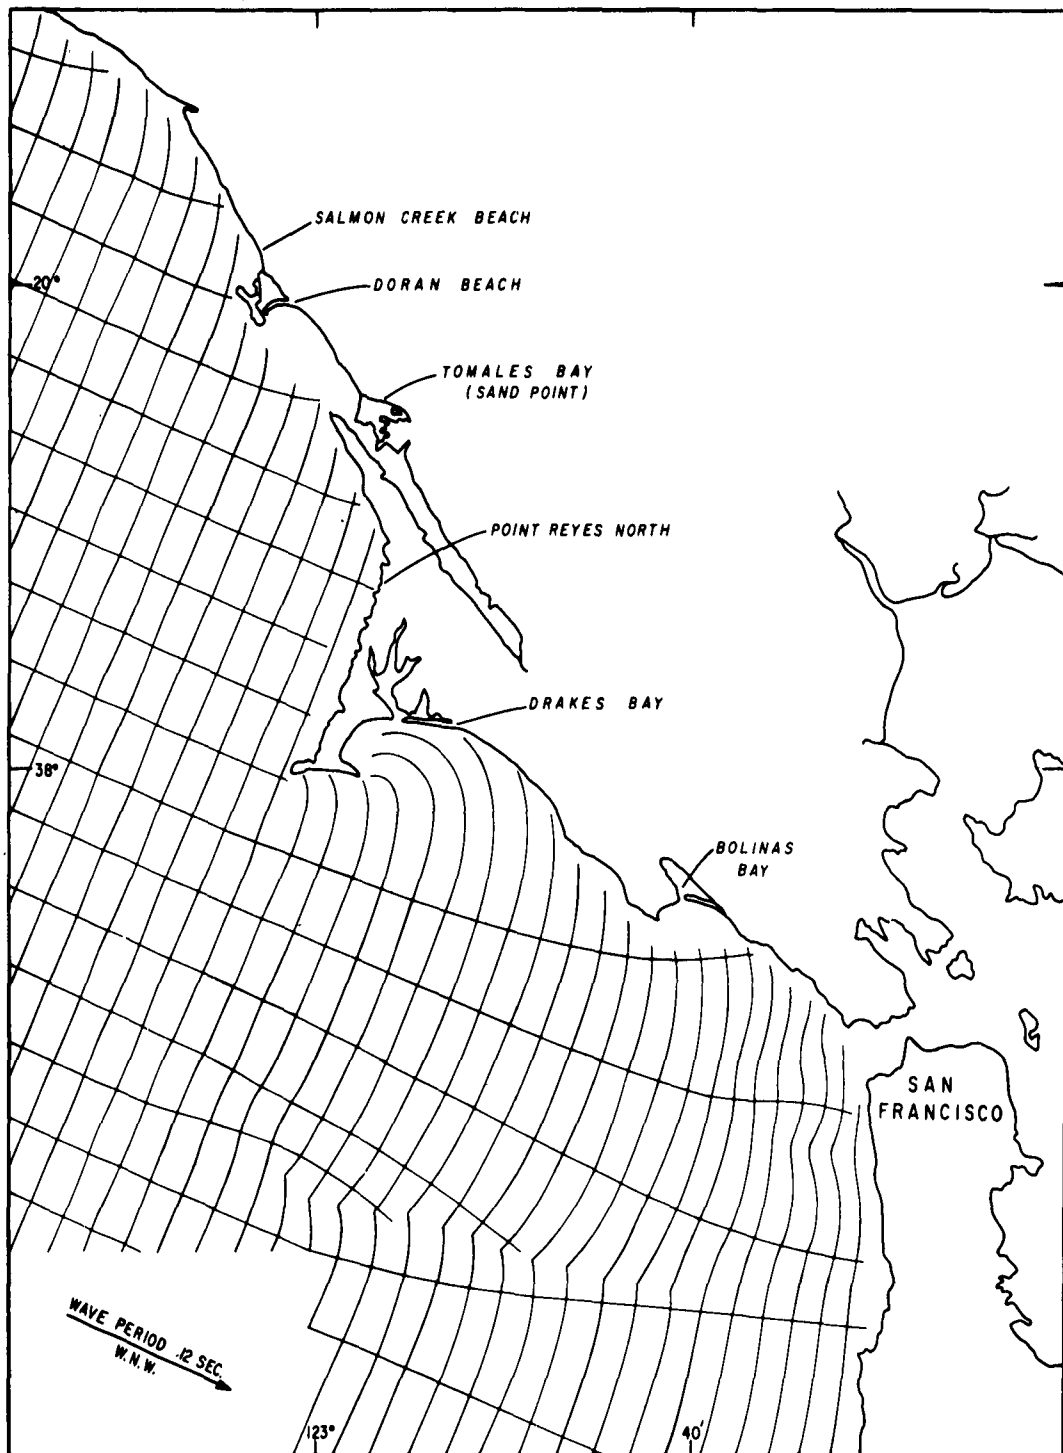 SALMON CREEK BEACH
20°
DORAN BEACH
TOMALES BAY
(SAND POINT)
POINT REYES NORTH
DRAKES BAY
38°
BOLINAS
BAY
SAN
FRANCISCO
WAVE PERIOD .12 SEC.
W.N.W.
123°
40'